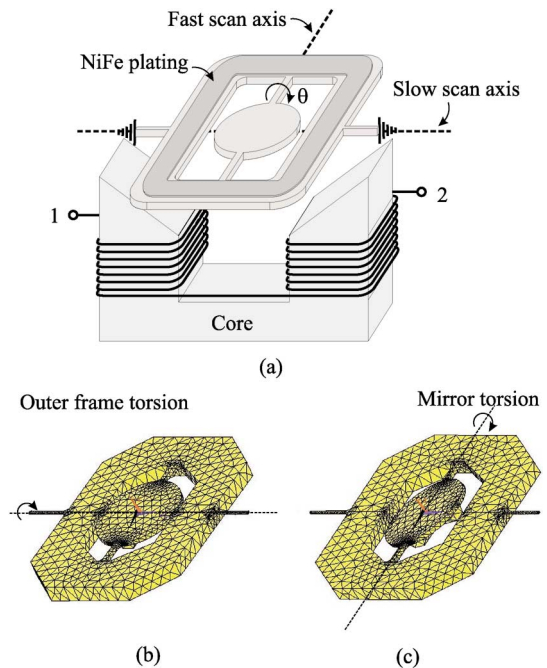 Fast scan axis
NiFe plating
θ
Slow scan axis
1
2
Core
(a)
Outer frame torsion
Mirror torsion
(b)
(c)